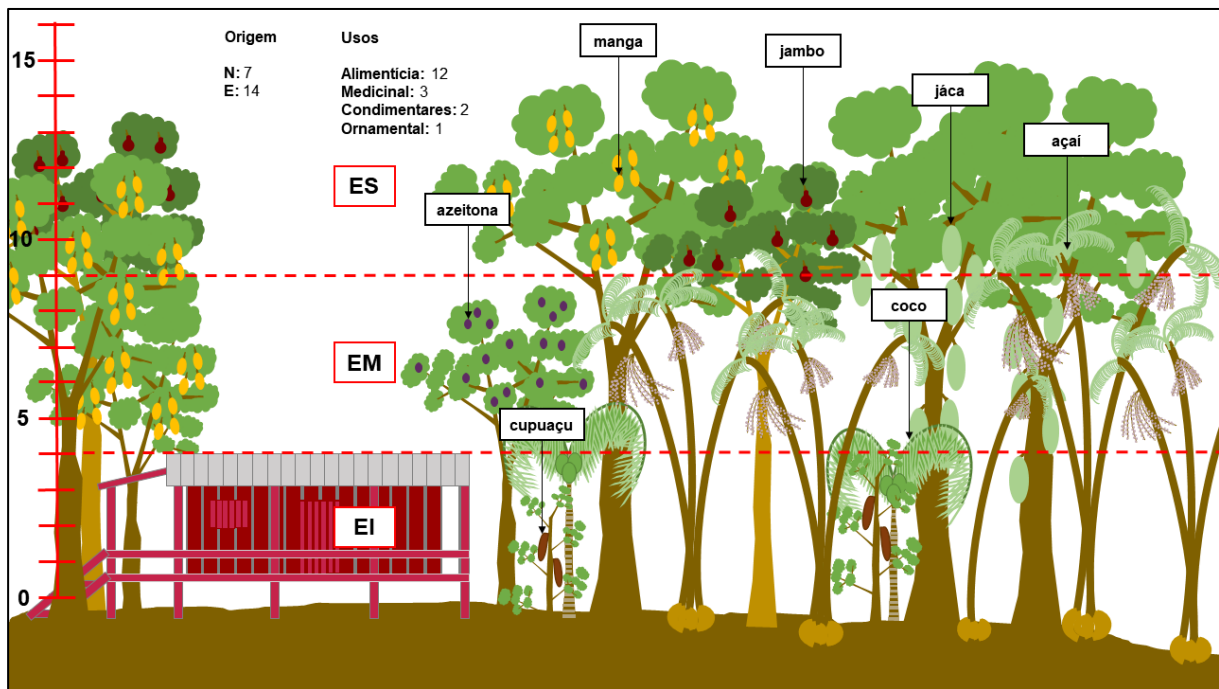 Origem
N: 7
E: 14
Usos
Alimentícia: 12
Medicinal: 3
Condimentares: 2
Ornamental: 1
manga
jambo
jáca
açaí
azeitona
coco
cupuaçu
ES
EM
EI
15
10
5
0